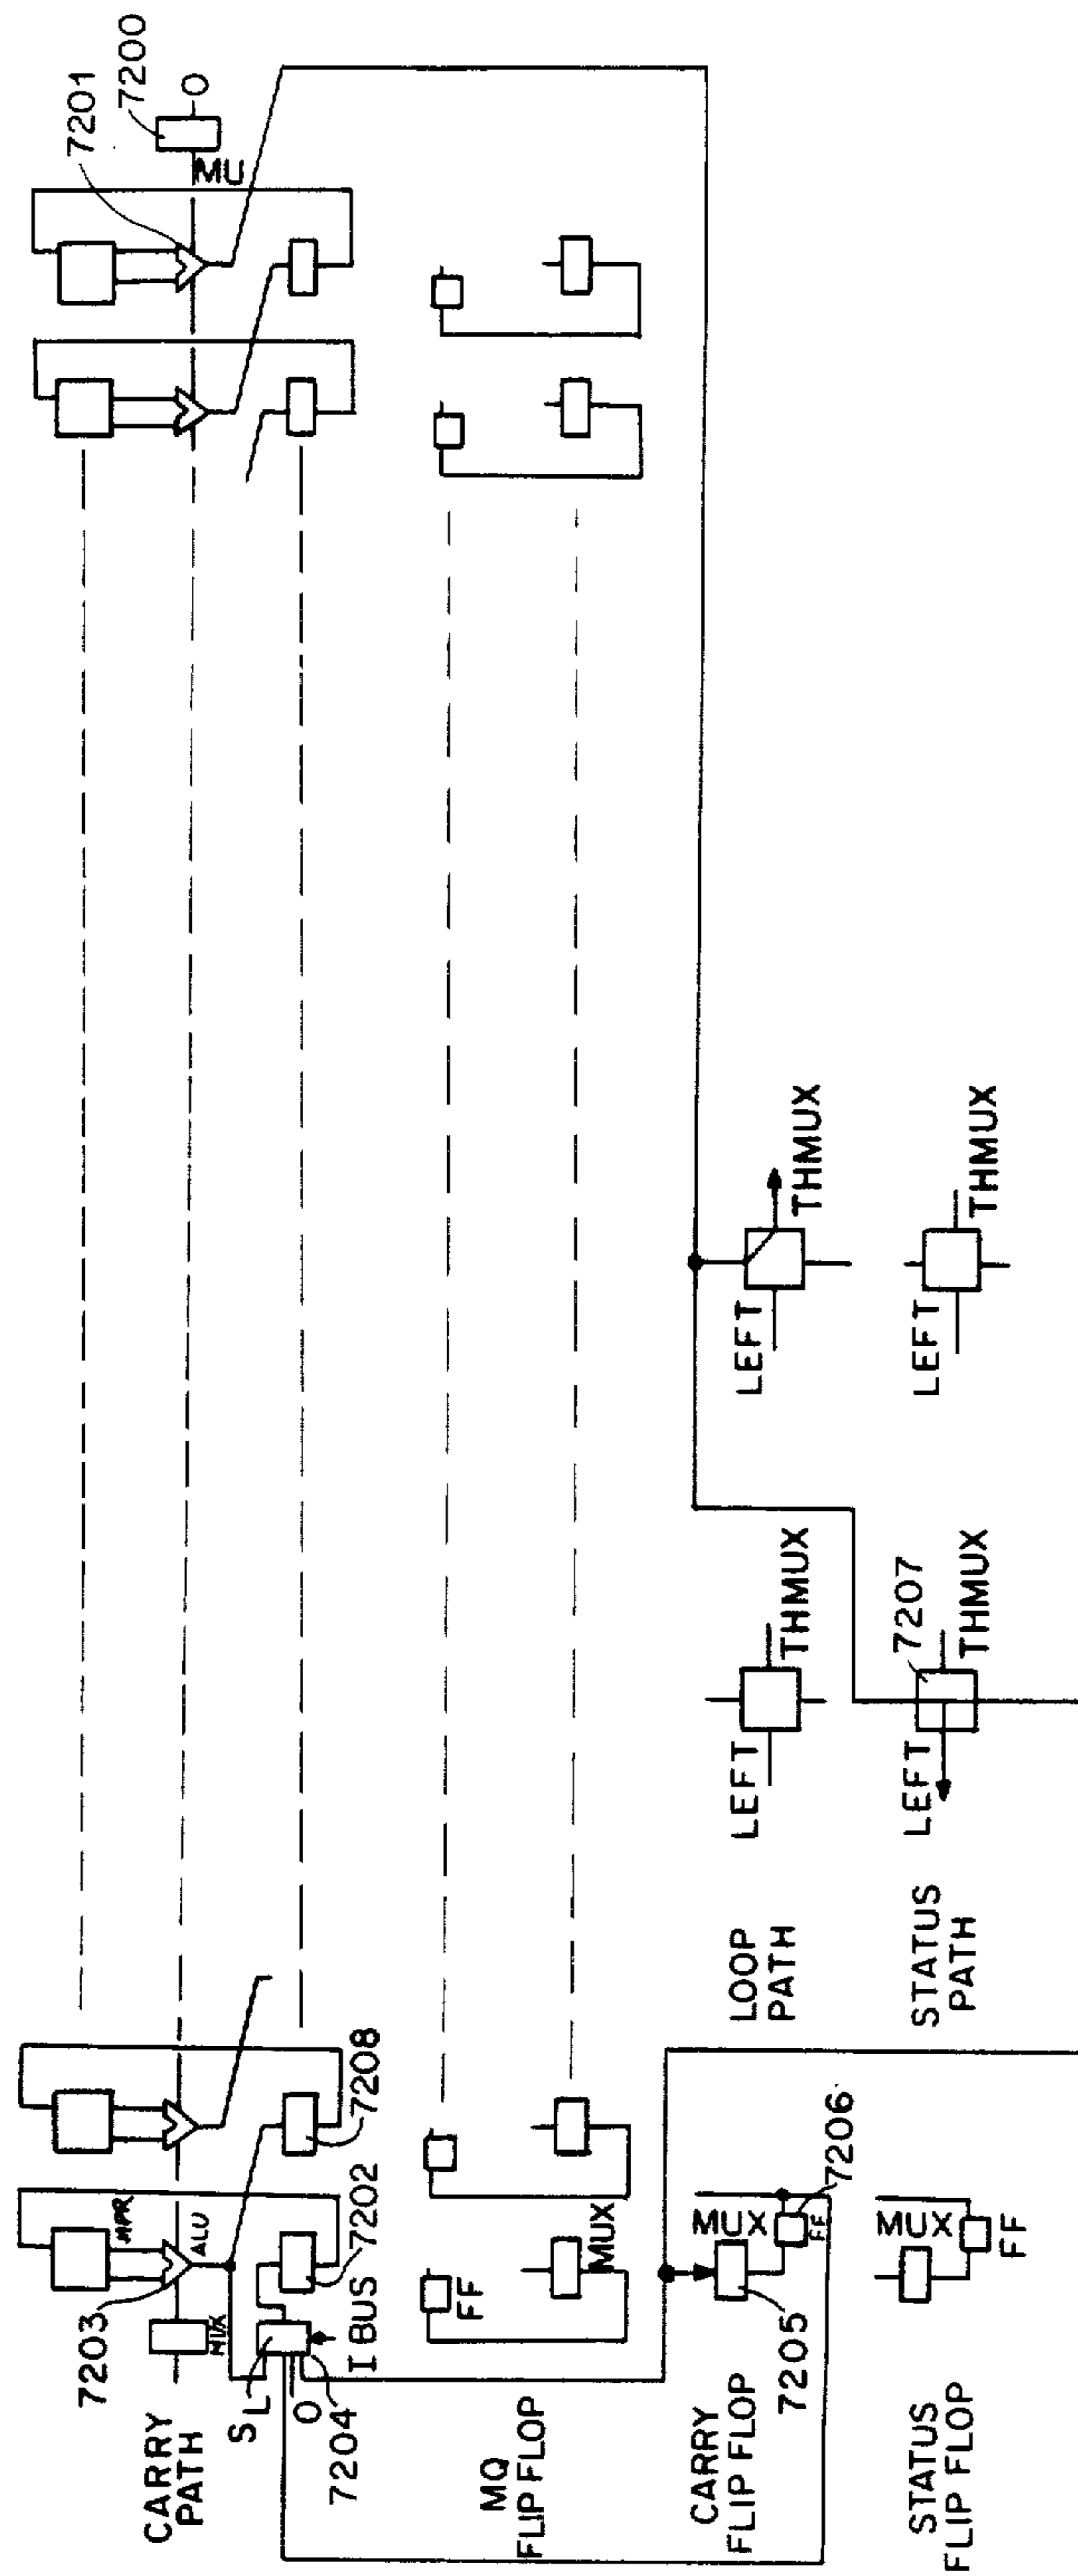 7203
CARRY
PATH
MUX
MPR
ALU
SL
0
7204
I BUS
7202
7208
7201
MU
0
7200
MQ
FLIP FLOP
FF
MUX
CARRY
FLIP FLOP
7205
MUX
FF
7206
STATUS
FLIP FLOP
MUX
FF
LOOP
PATH
LEFT
THMUX
LEFT
THMUX
STATUS
PATH
LEFT
THMUX
7207
LEFT
THMUX